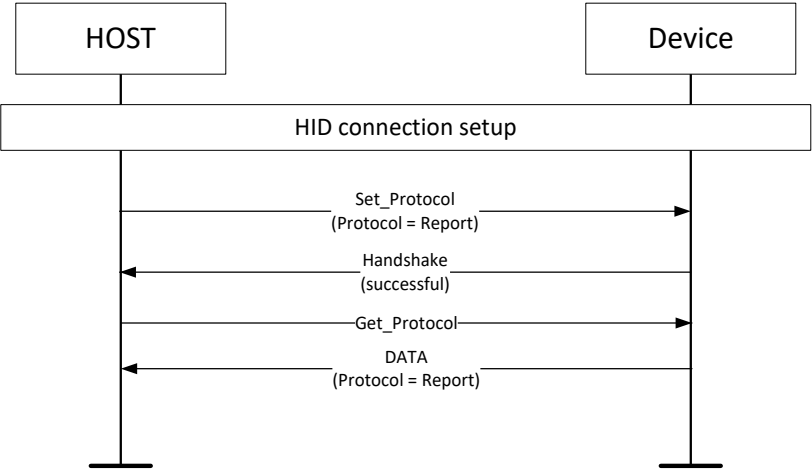 HOST
Device
HID connection setup
Set_Protocol
(Protocol = Report)
Handshake
(successful)
Get_Protocol
DATA
(Protocol = Report)